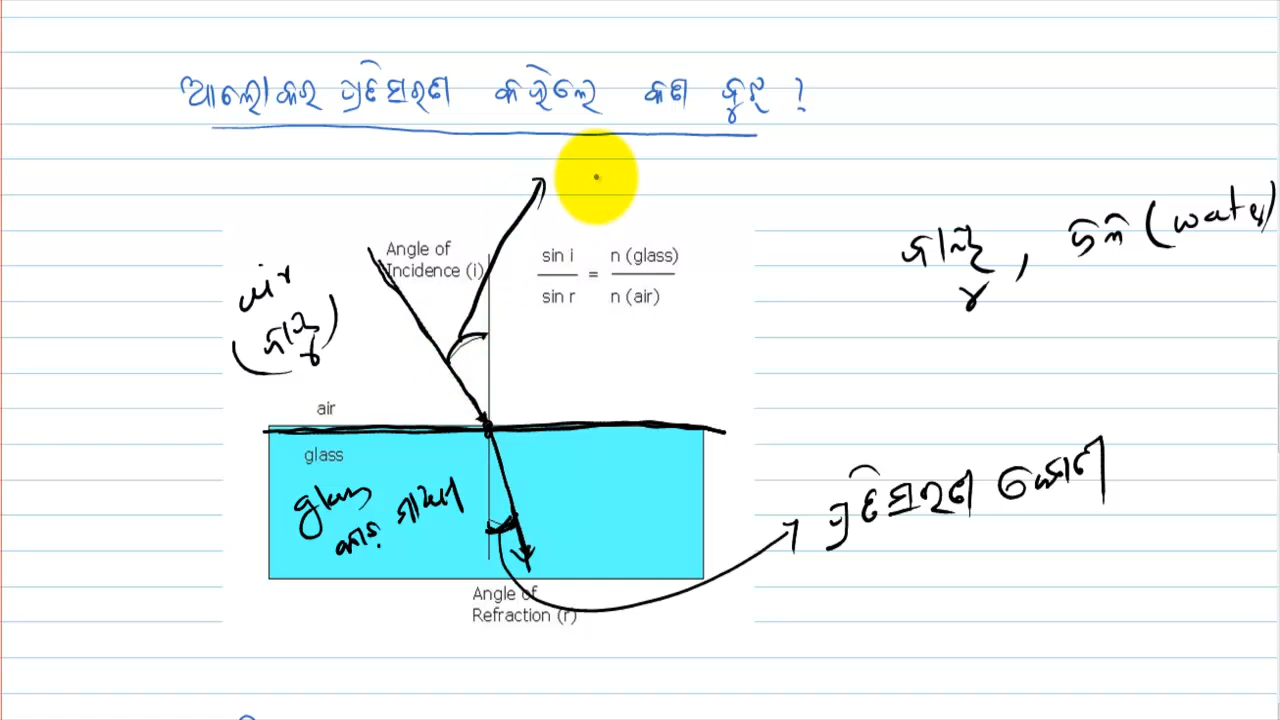 ଆଲୋକର ପ୍ରତିସରଣ କହିଲେ କଣ ବୁଝ ?
Angle of
Incidence (i)
sin i / sin r = n (glass) / n (air)
air
(ବାୟୁ)
ବାୟୁ, ଜଳ (water)
air
glass
glass
କାଚ ମାଧ୍ୟମ
ପ୍ରତିସରଣ କୋଣ
Angle of
Refraction (r)